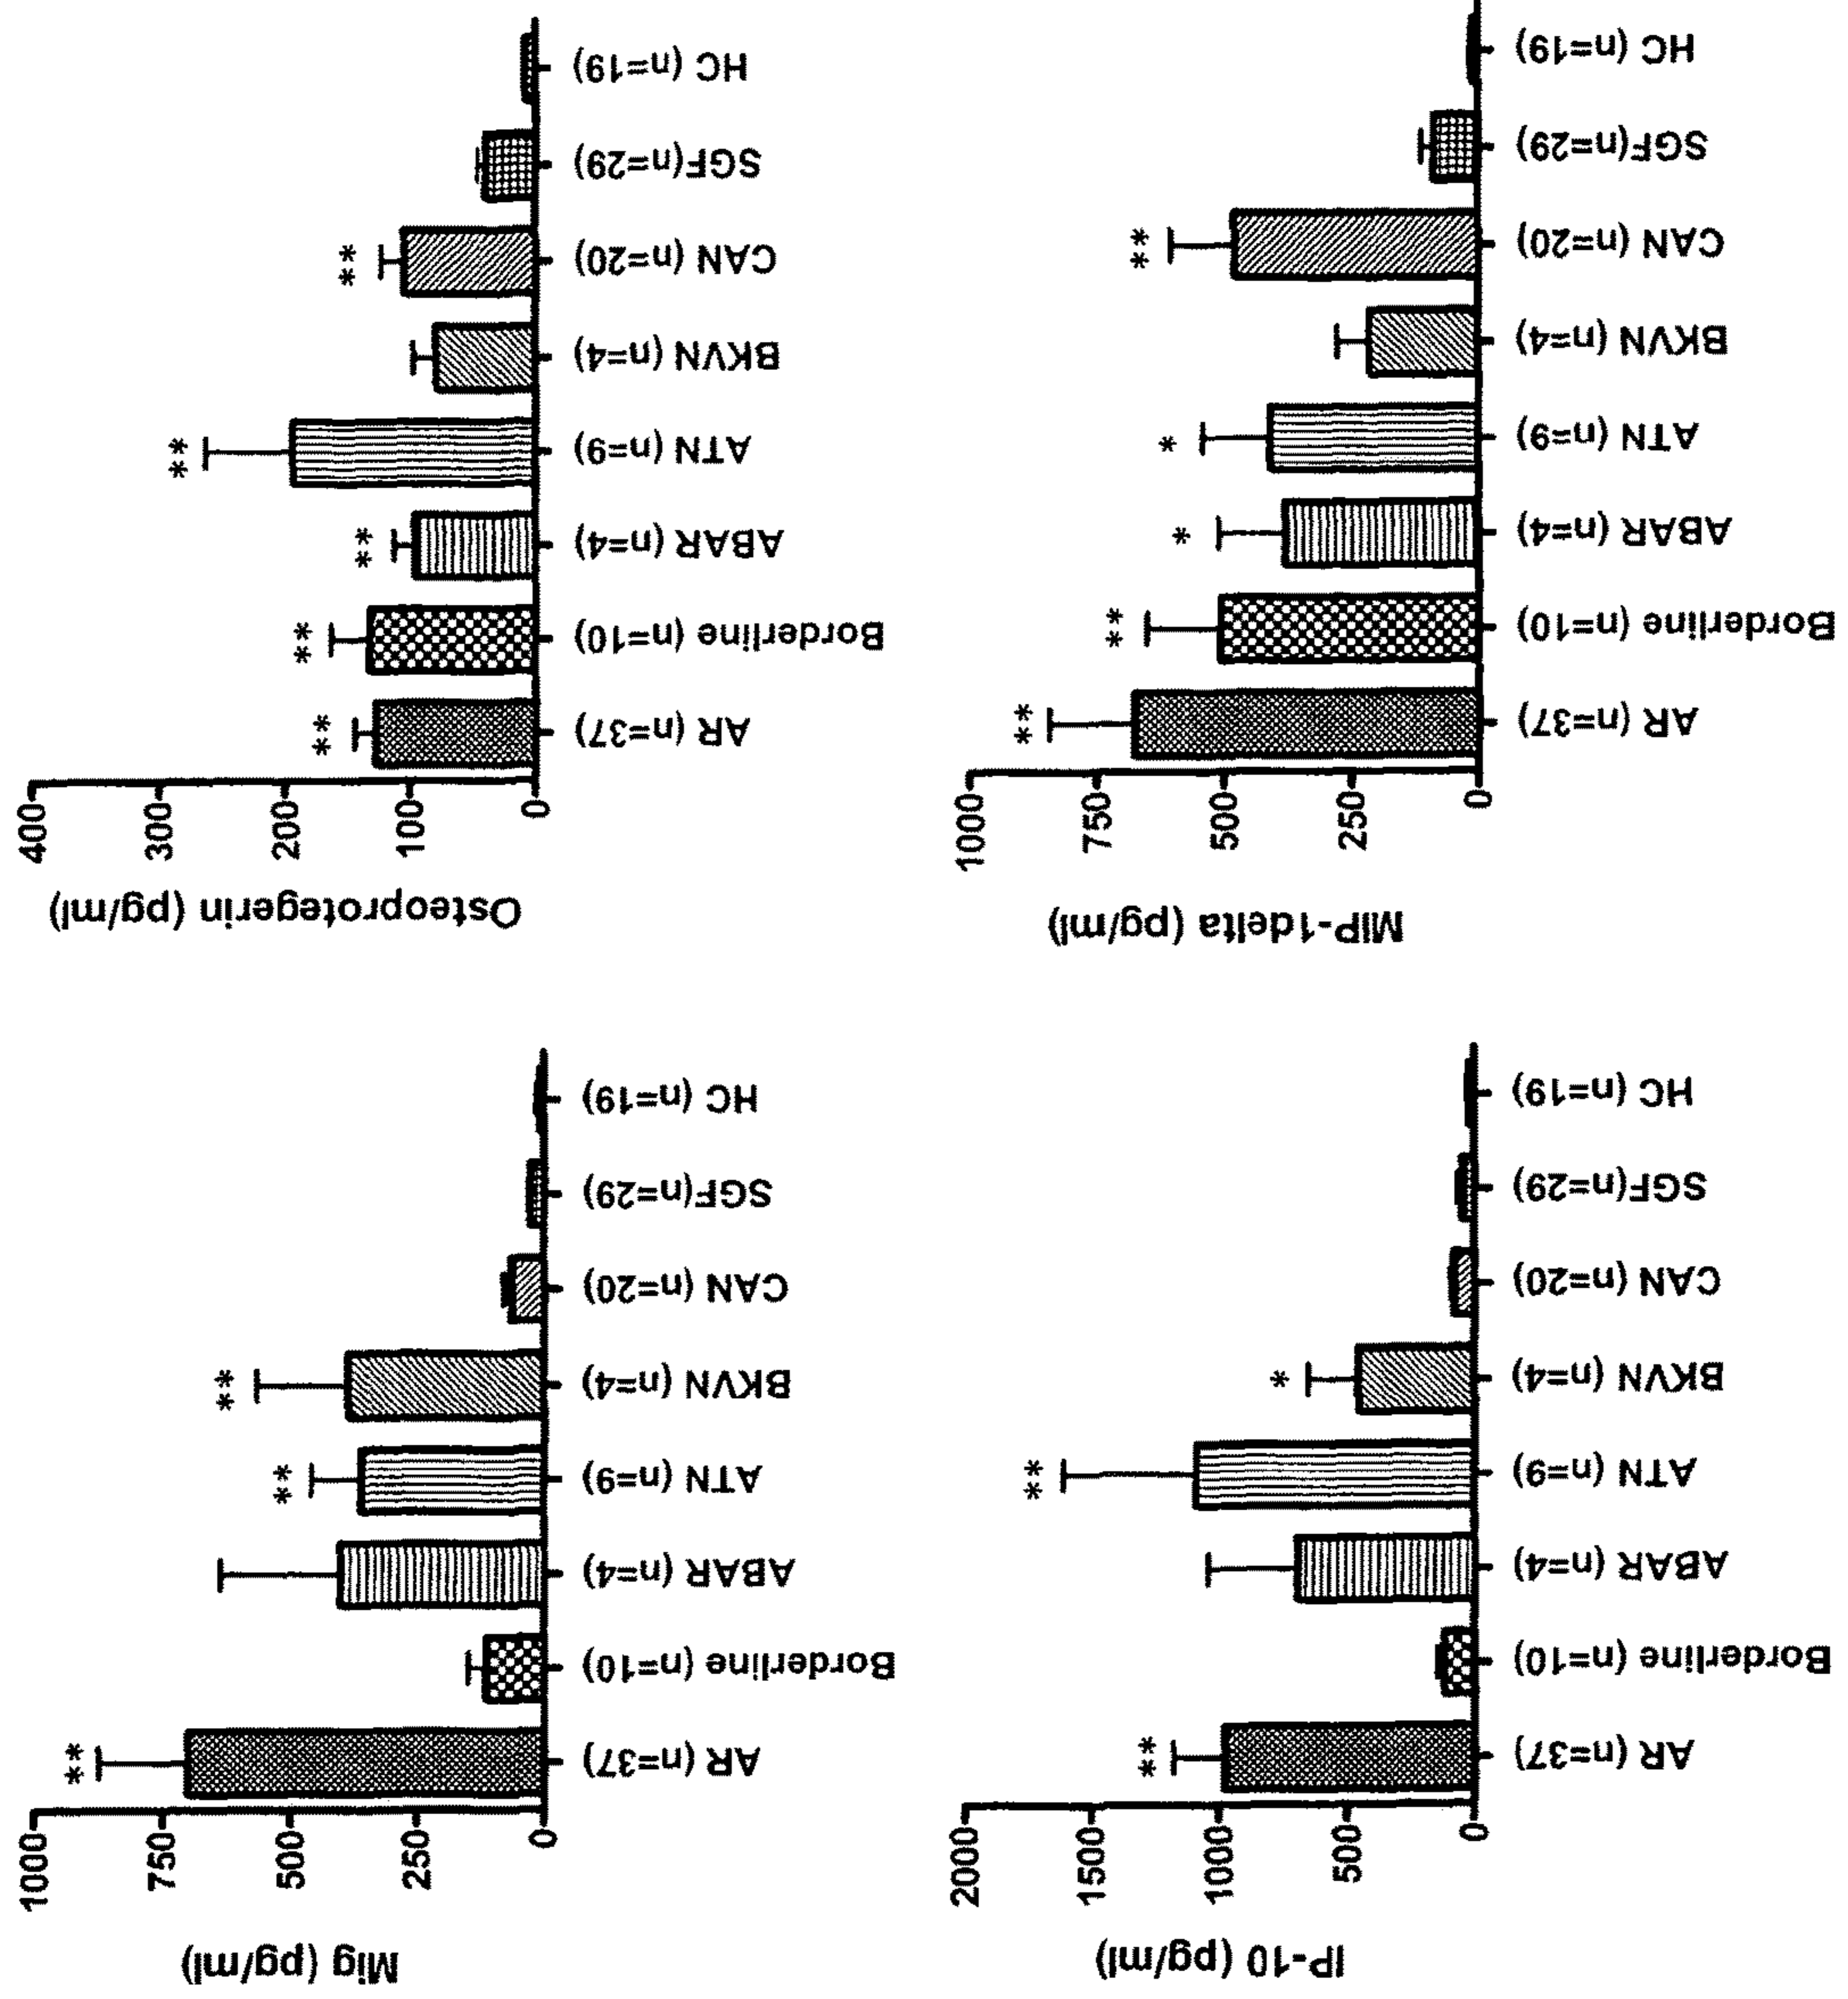 Mig (pg/ml)
1000
750
500
250
0
**
**
**
AR (n=37)
Borderline (n=10)
ABAR (n=4)
ATN (n=9)
BKVN (n=4)
CAN (n=20)
SGF(n=29)
HC (n=19)
Osteoprotegerin (pg/ml)
400
300
200
100
0
**
**
**
**
**
AR (n=37)
Borderline (n=10)
ABAR (n=4)
ATN (n=9)
BKVN (n=4)
CAN (n=20)
SGF(n=29)
HC (n=19)
IP-10 (pg/ml)
2000
1500
1000
500
0
**
**
*
AR (n=37)
Borderline (n=10)
ABAR (n=4)
ATN (n=9)
BKVN (n=4)
CAN (n=20)
SGF(n=29)
HC (n=19)
MIP-1delta (pg/ml)
1000
750
500
250
0
**
**
*
*
**
AR (n=37)
Borderline (n=10)
ABAR (n=4)
ATN (n=9)
BKVN (n=4)
CAN (n=20)
SGF(n=29)
HC (n=19)